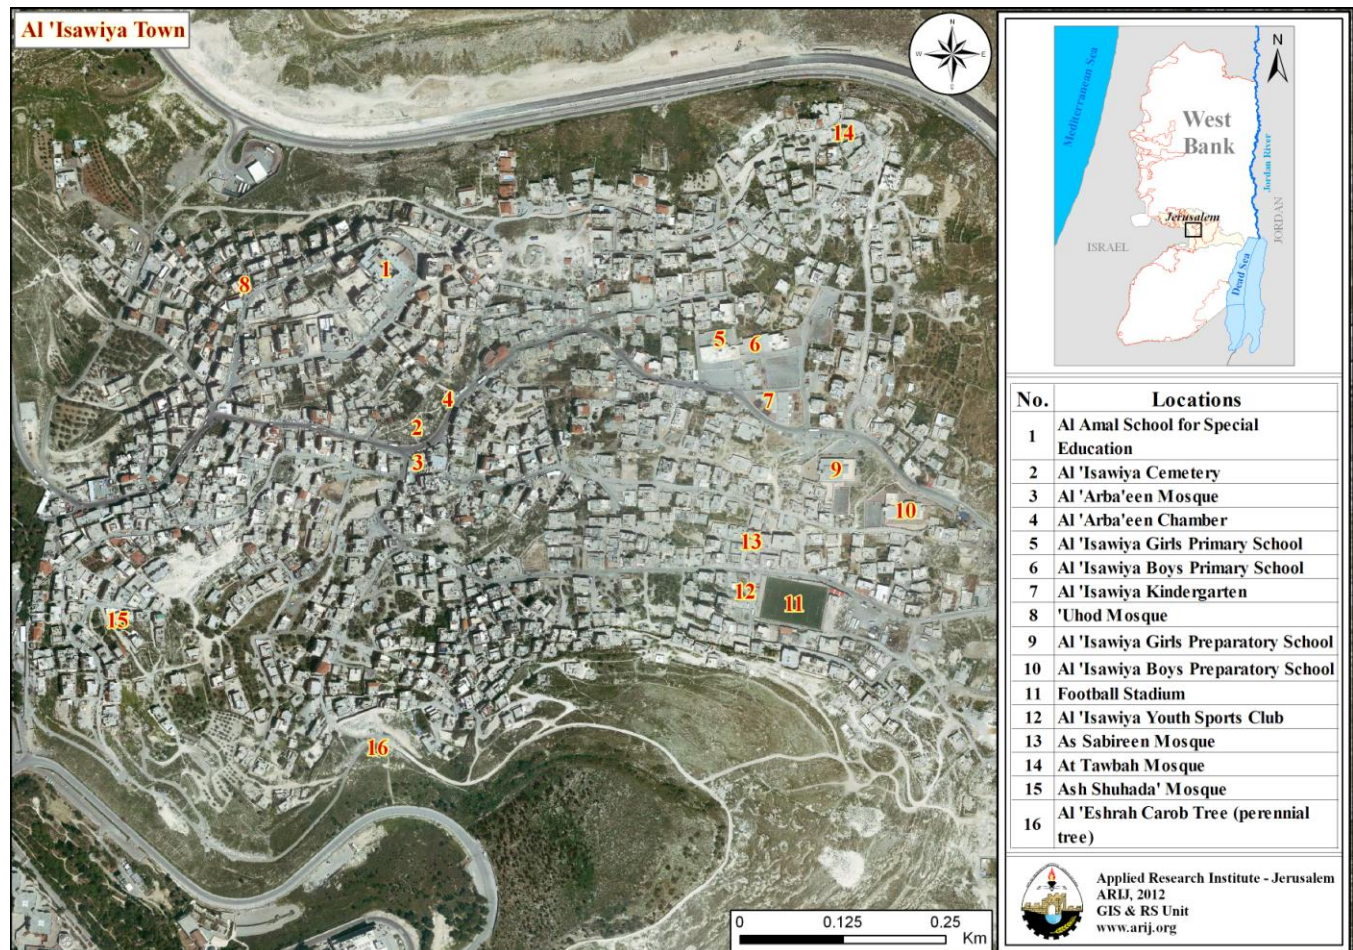 Al 'Isawiya Town
N
W
E
S
14
1
8
5
6
4
7
2
3
9
10
13
12
11
15
16
0
0.125
0.25
Km
N
Mediterranean Sea
West
Bank
Jordan River
Jerusalem
JORDAN
ISRAEL
Dead Sea
No. Locations
1 Al Amal School for Special
Education
2 Al 'Isawiya Cemetery
3 Al 'Arba'een Mosque
4 Al 'Arba'een Chamber
5 Al 'Isawiya Girls Primary School
6 Al 'Isawiya Boys Primary School
7 Al 'Isawiya Kindergarten
8 'Uhod Mosque
9 Al 'Isawiya Girls Preparatory School
10 Al 'Isawiya Boys Preparatory School
11 Football Stadium
12 Al 'Isawiya Youth Sports Club
13 As Sabireen Mosque
14 At Tawbah Mosque
15 Ash Shuhada' Mosque
16 Al 'Eshrah Carob Tree (perennial
tree)
Applied Research Institute - Jerusalem
ARIJ, 2012
GIS & RS Unit
www.arij.org